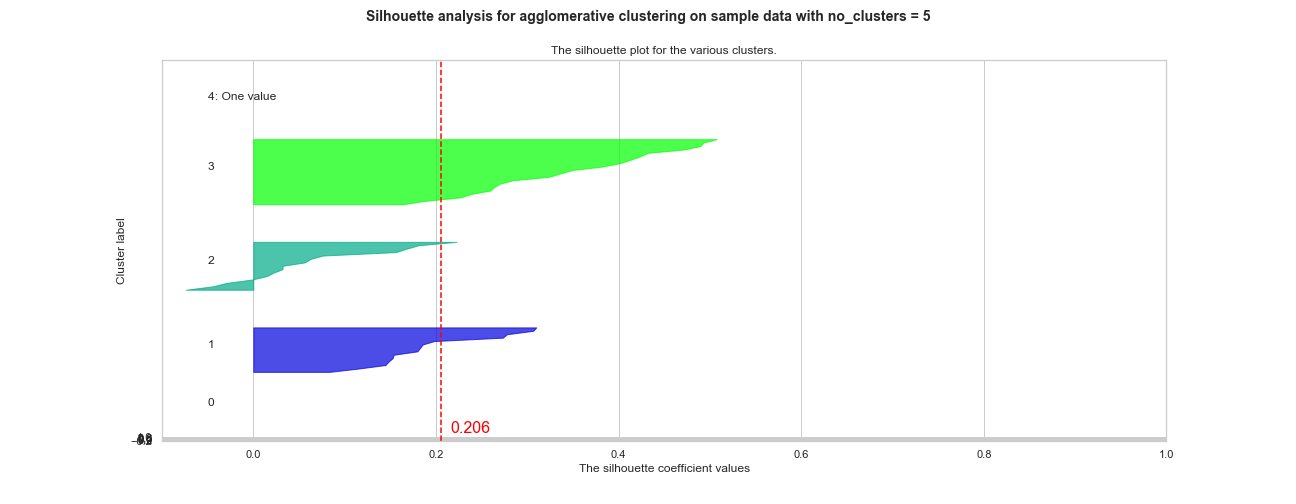 Silhouette analysis for agglomerative clustering on sample data with no_clusters = 5
The silhouette plot for the various clusters.
4: One value
3
2
1
0
Cluster label
0.206
0.0 0.2 0.4 0.6 0.8 1.0
The silhouette coefficient values